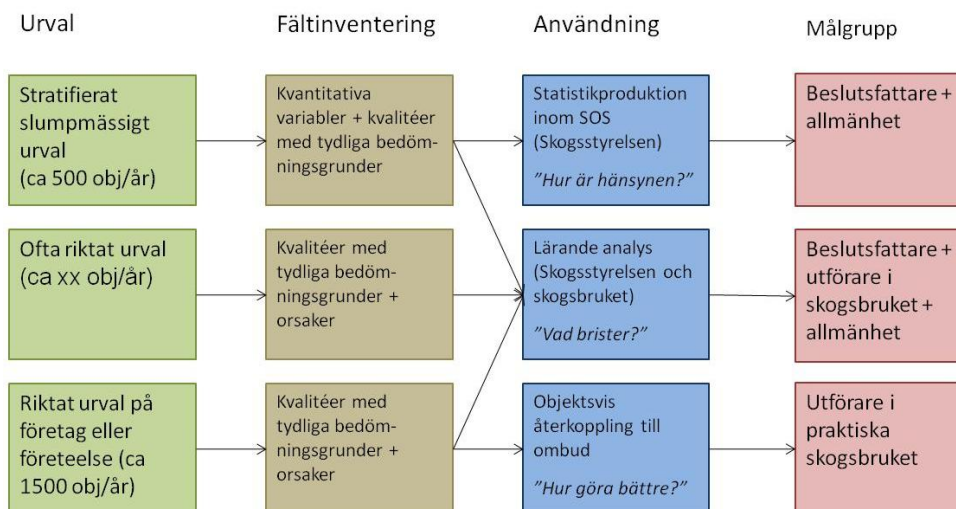 Urval
Fältinventering
Användning
Målgrupp
Stratifierat
slumpmässigt
urval
(ca 500 obj/år)
Kvantitativa
variabler + kvalitéer
med tydliga bedöm-
ningsgrunder
Statistikproduktion
inom SOS
(Skogsstyrelsen)
”Hur är hänsynen?”
Beslutsfattare +
allmänhet
Ofta riktat urval
(ca xx obj/år)
Kvalitéer med
tydliga bedöm-
ningsgrunder +
orsaker
Lärande analys
(Skogsstyrelsen och
skogsbruket)
”Vad brister?”
Beslutsfattare +
utförare i
skogsbruket +
allmänhet
Riktat urval på
företag eller
företeelse (ca
1500 obj/år)
Kvalitéer med
tydliga bedöm-
ningsgrunder +
orsaker
Objektsvis
återkoppling till
ombud
”Hur göra bättre?”
Utförare i
praktiska
skogsbruket